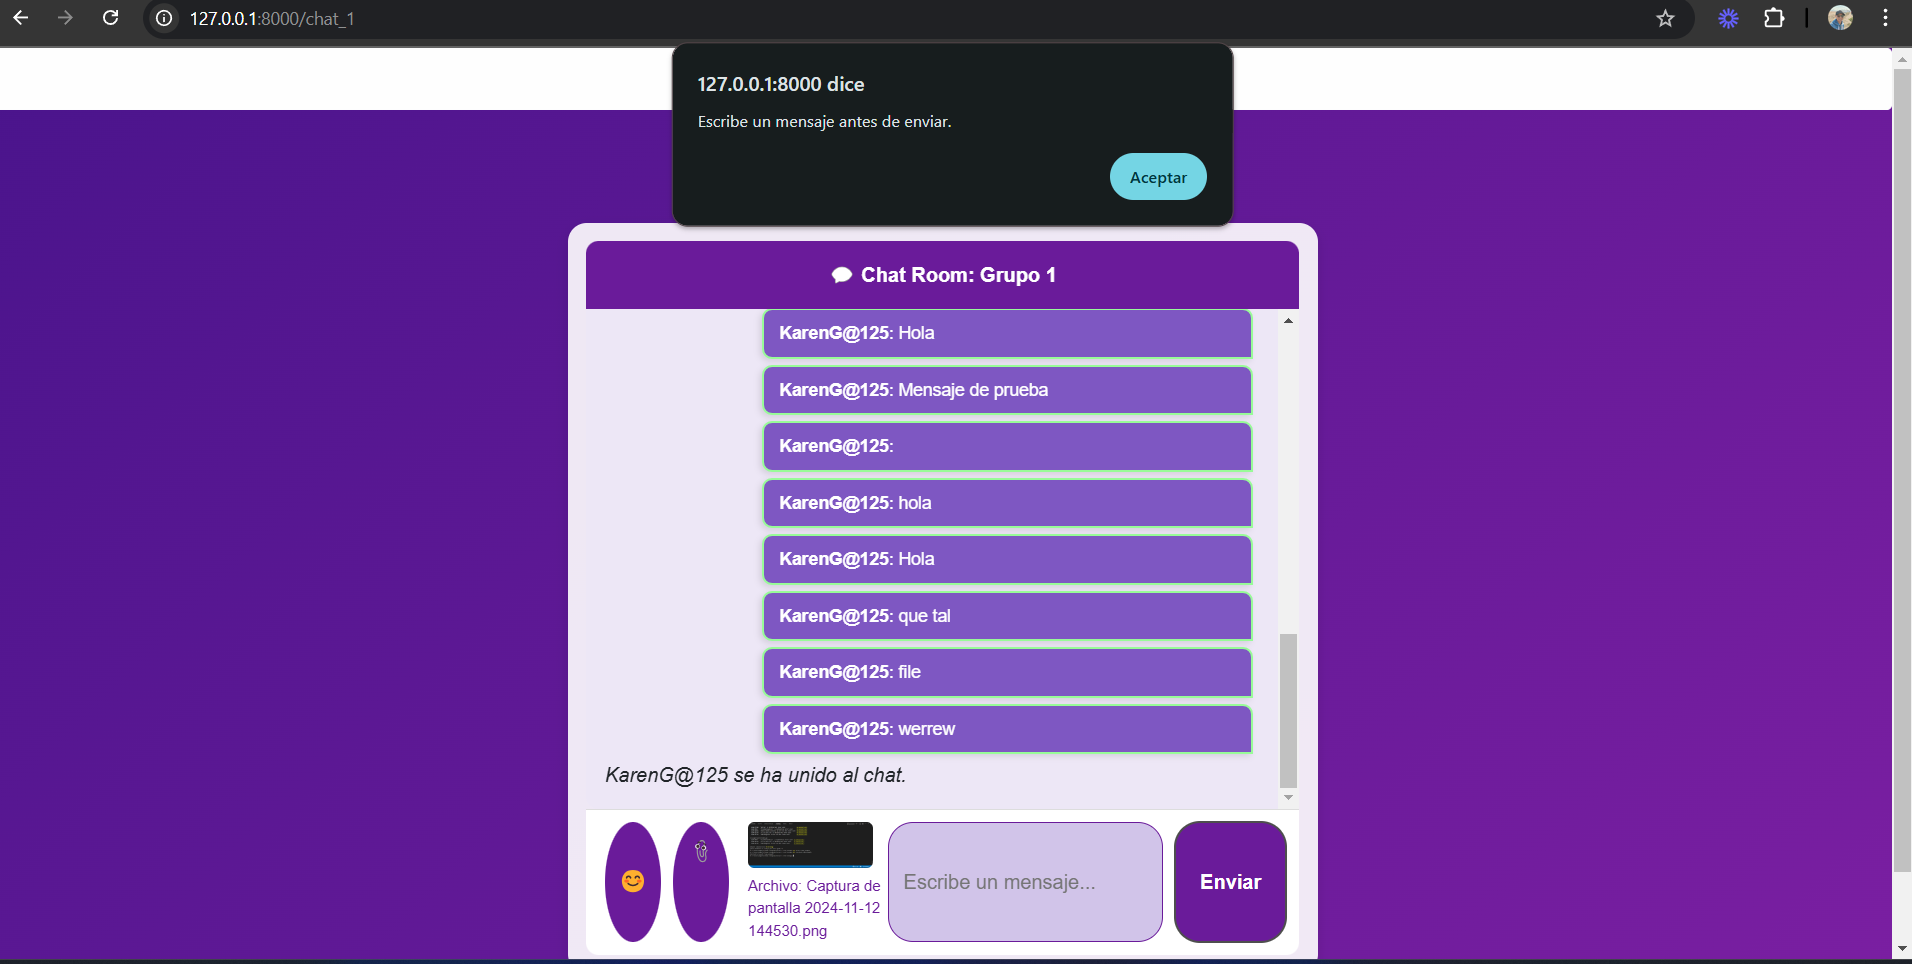 127.0.0.1:8000/chat_1
127.0.0.1:8000 dice
Escribe un mensaje antes de enviar.
Aceptar
Chat Room: Grupo 1
KarenG@125: Hola
KarenG@125: Mensaje de prueba
KarenG@125:
KarenG@125: hola
KarenG@125: Hola
KarenG@125: que tal
KarenG@125: file
KarenG@125: werrew
KarenG@125 se ha unido al chat.
Archivo: Captura de
pantalla 2024-11-12
144530.png
Escribe un mensaje...
Enviar